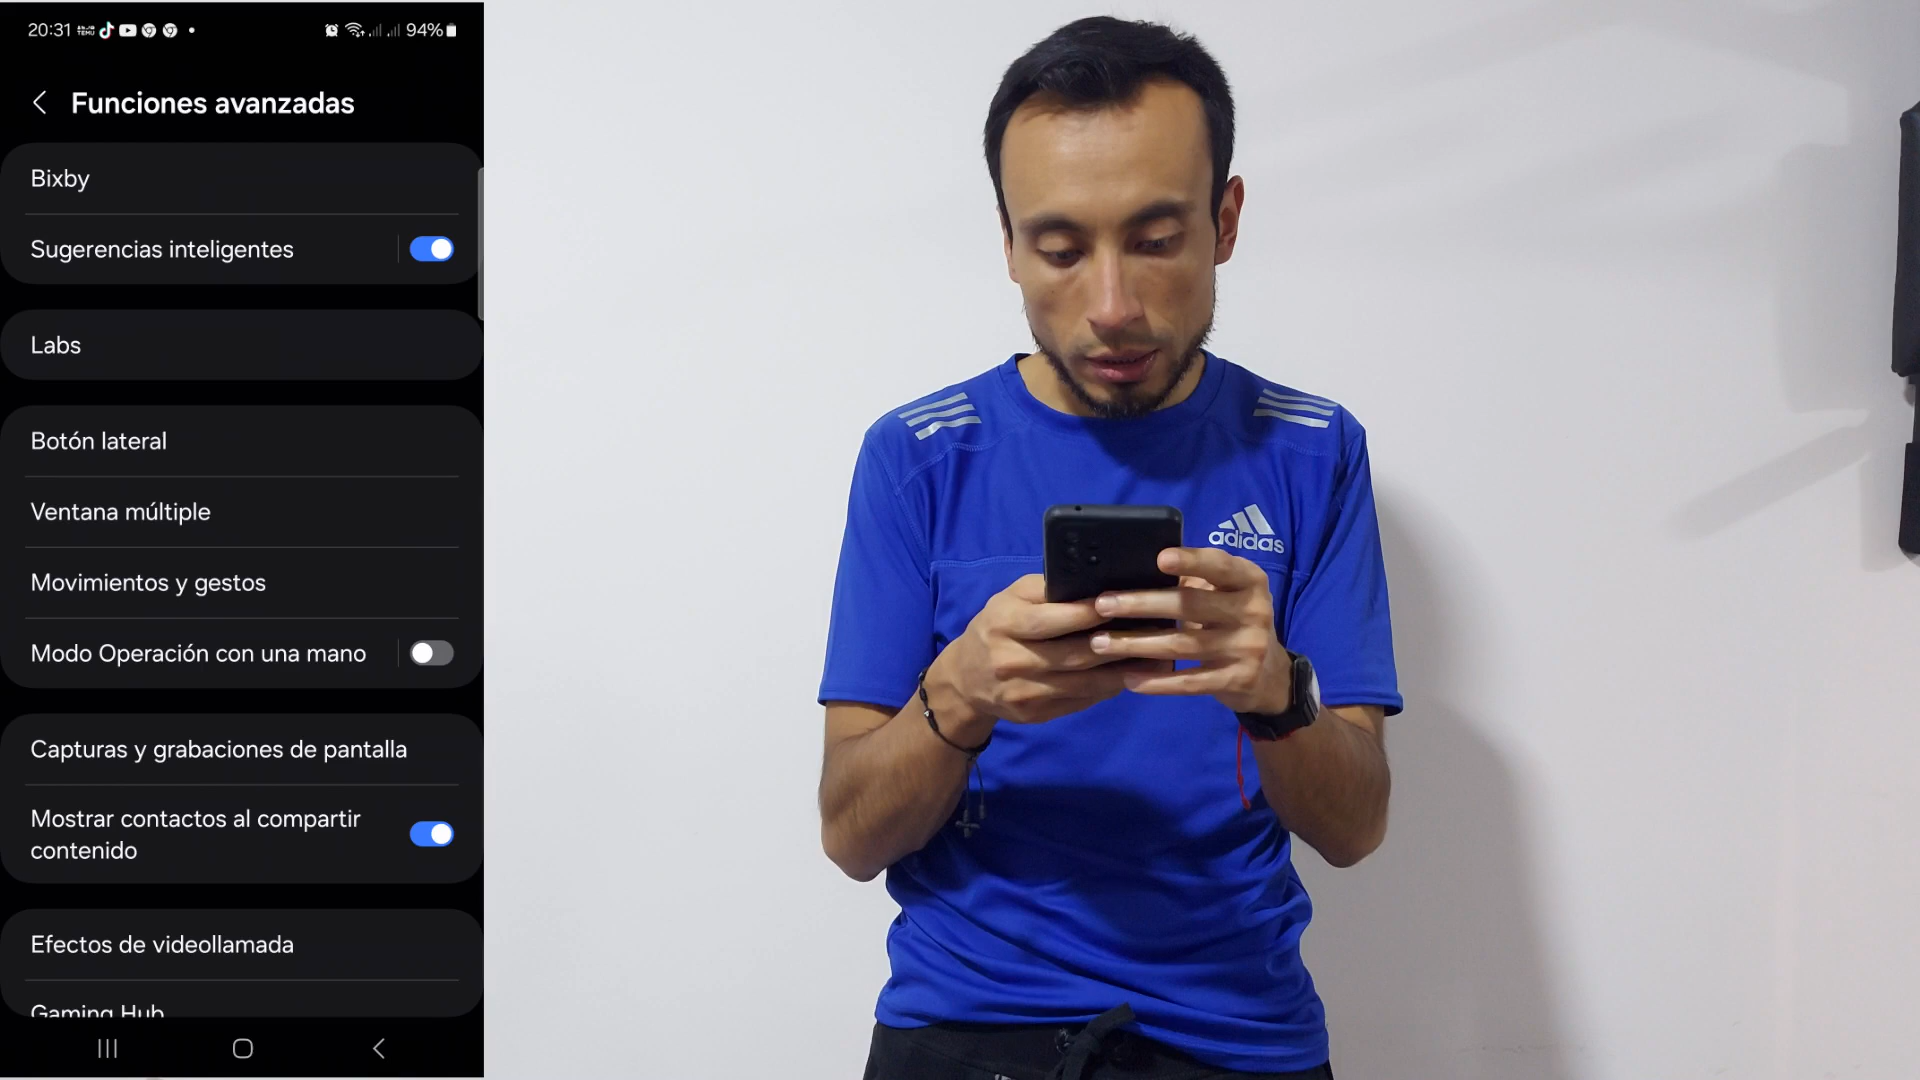 20:31
TEMU
94%
Funciones avanzadas
Bixby
Sugerencias inteligentes
Labs
Botón lateral
Ventana múltiple
Movimientos y gestos
Modo Operación con una mano
Capturas y grabaciones de pantalla
Mostrar contactos al compartir
contenido
Efectos de videollamada
Gaming Hub
adidas